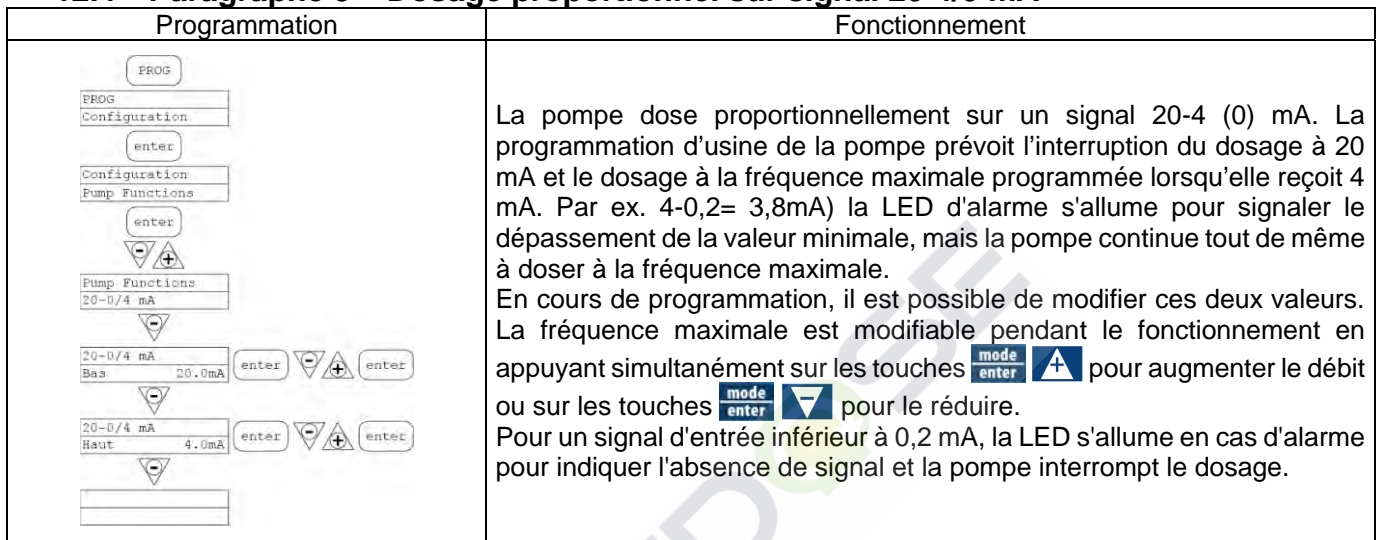 Programmation
Fonctionnement
PROG
PROG
Configuration
enter
Configuration
Pump Functions
enter
- +
Pump Functions
20-0/4 mA
-
20-0/4 mA
Bas 20.0mA
enter - + enter
-
20-0/4 mA
Haut 4.0mA
enter - + enter
-
La pompe dose proportionnellement sur un signal 20-4 (0) mA. La
programmation d’usine de la pompe prévoit l’interruption du dosage à 20
mA et le dosage à la fréquence maximale programmée lorsqu’elle reçoit 4
mA. Par ex. 4-0,2= 3,8mA) la LED d'alarme s'allume pour signaler le
dépassement de la valeur minimale, mais la pompe continue tout de même
à doser à la fréquence maximale.
En cours de programmation, il est possible de modifier ces deux valeurs.
La fréquence maximale est modifiable pendant le fonctionnement en
appuyant simultanément sur les touches mode enter + pour augmenter le débit
ou sur les touches mode enter - pour le réduire.
Pour un signal d'entrée inférieur à 0,2 mA, la LED s'allume en cas d'alarme
pour indiquer l'absence de signal et la pompe interrompt le dosage.